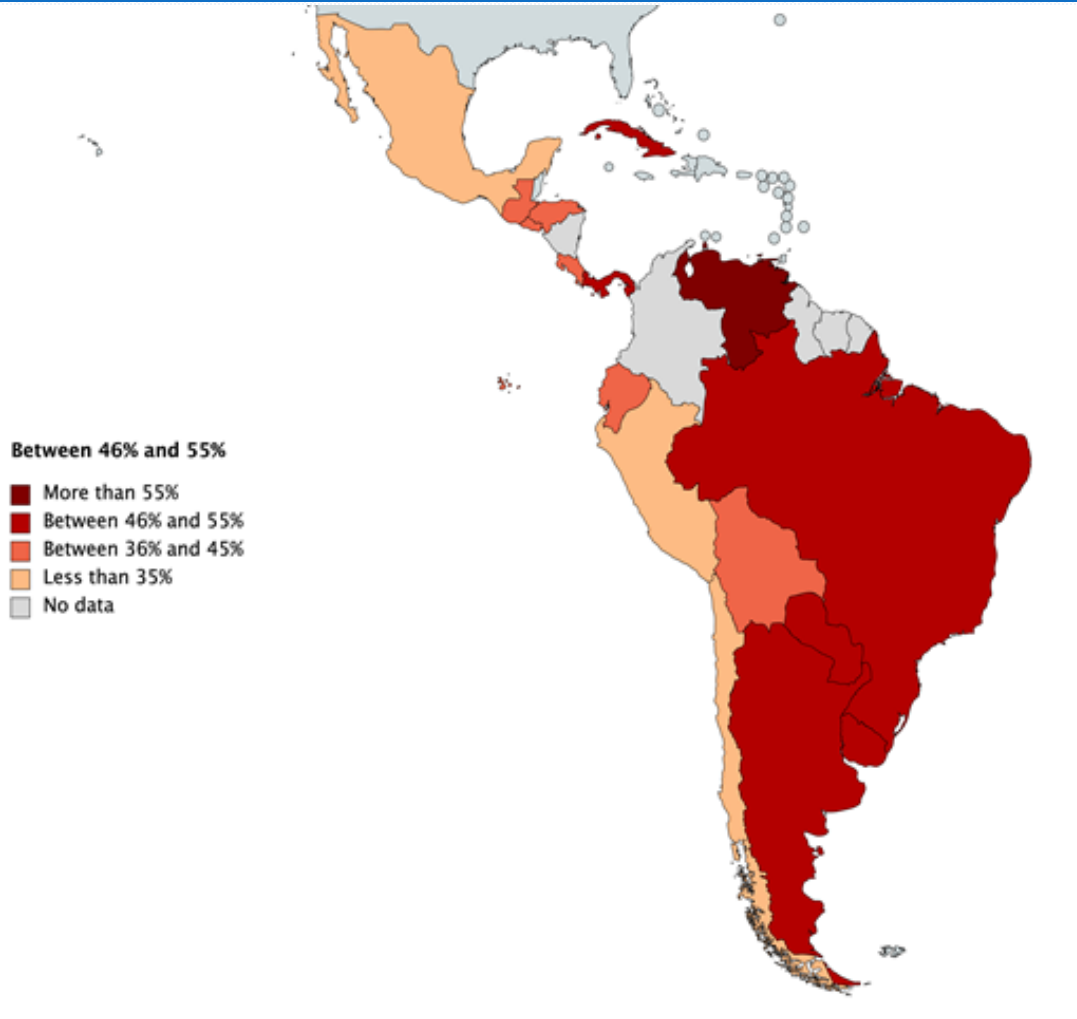 Between 46% and 55%
More than 55%
Between 46% and 55%
Between 36% and 45%
Less than 35%
No data